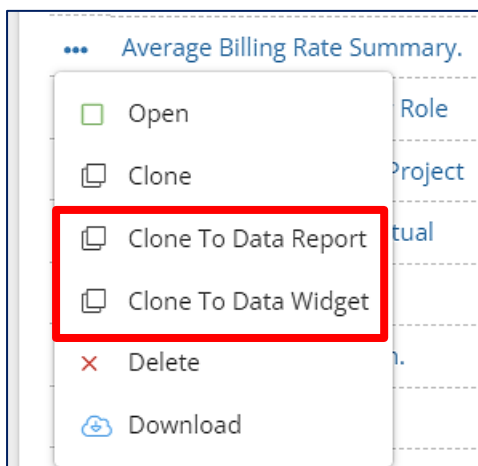 ••• Average Billing Rate Summary.
Open
Role
Clone
Project
Clone To Data Report
tual
Clone To Data Widget
Delete
n.
Download